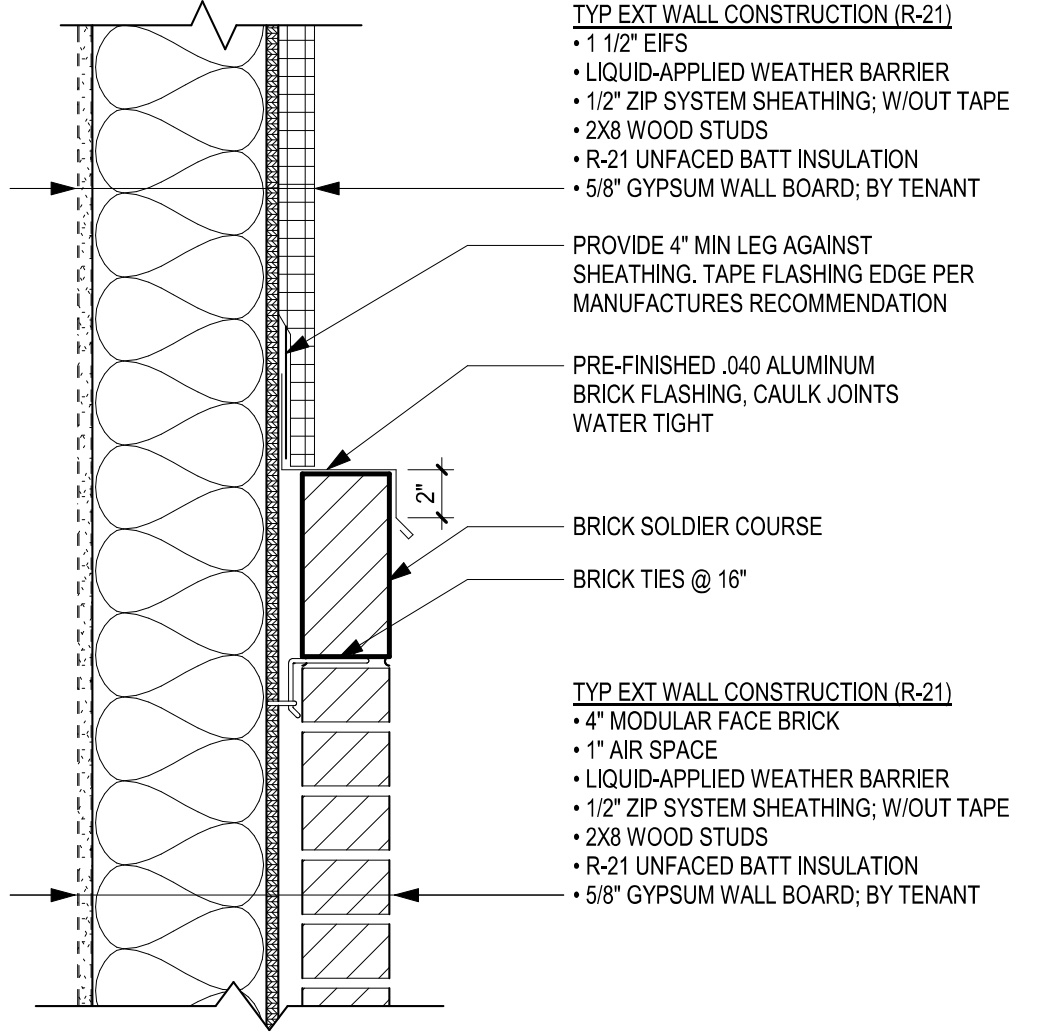 TYP EXT WALL CONSTRUCTION (R-21)
• 1 1/2" EIFS
• LIQUID-APPLIED WEATHER BARRIER
• 1/2" ZIP SYSTEM SHEATHING; W/OUT TAPE
• 2X8 WOOD STUDS
• R-21 UNFACED BATT INSULATION
• 5/8" GYPSUM WALL BOARD; BY TENANT
PROVIDE 4" MIN LEG AGAINST
SHEATHING. TAPE FLASHING EDGE PER
MANUFACTURES RECOMMENDATION
PRE-FINISHED .040 ALUMINUM
BRICK FLASHING, CAULK JOINTS
WATER TIGHT
2"
BRICK SOLDIER COURSE
BRICK TIES @ 16"
TYP EXT WALL CONSTRUCTION (R-21)
• 4" MODULAR FACE BRICK
• 1" AIR SPACE
• LIQUID-APPLIED WEATHER BARRIER
• 1/2" ZIP SYSTEM SHEATHING; W/OUT TAPE
• 2X8 WOOD STUDS
• R-21 UNFACED BATT INSULATION
• 5/8" GYPSUM WALL BOARD; BY TENANT